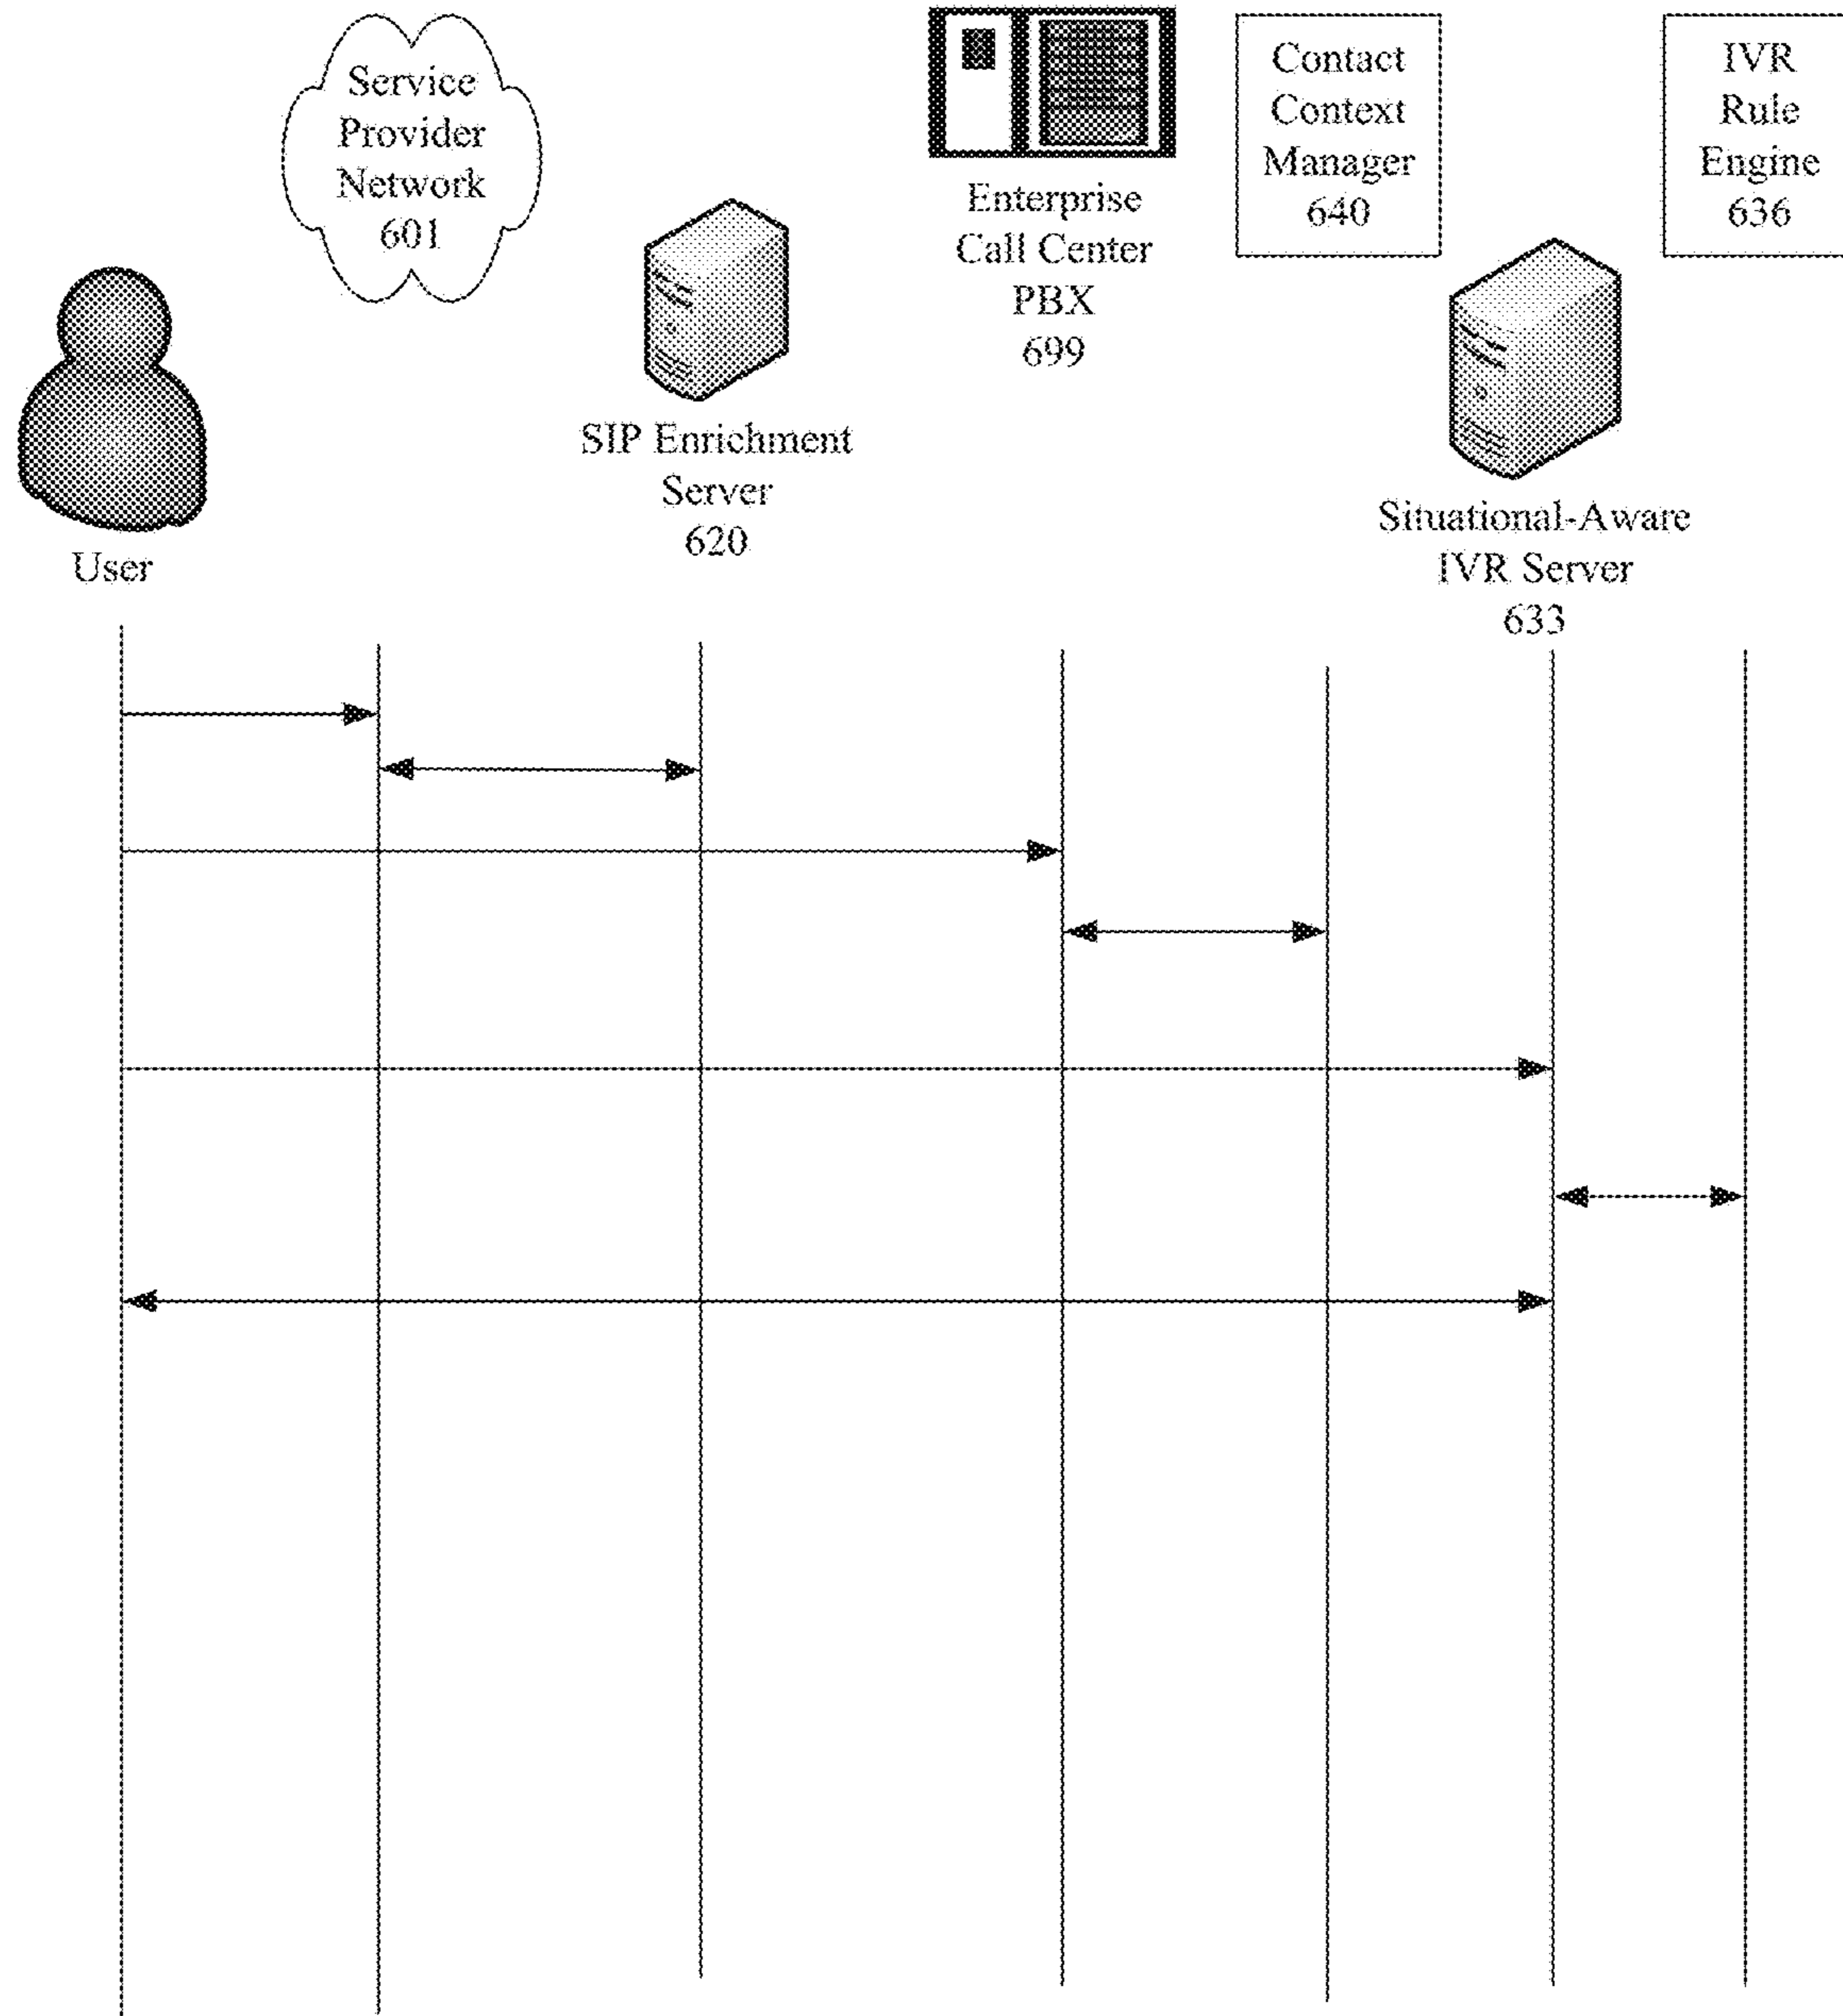 Service
Provider
Network
601
User
SIP Enrichment
Server
620
Enterprise
Call Center
PBX
699
Contact
Context
Manager
640
Situational-Aware
IVR Server
633
IVR
Rule
Engine
636